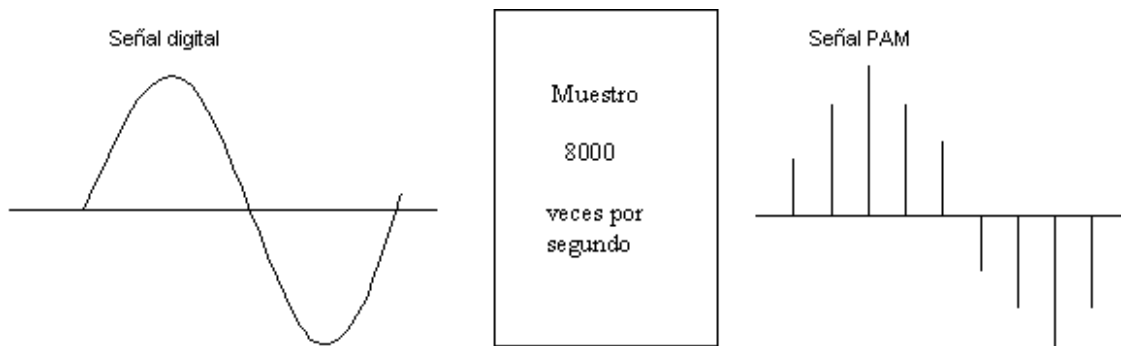 Señal digital
Muestro
8000
veces por
segundo
Señal PAM